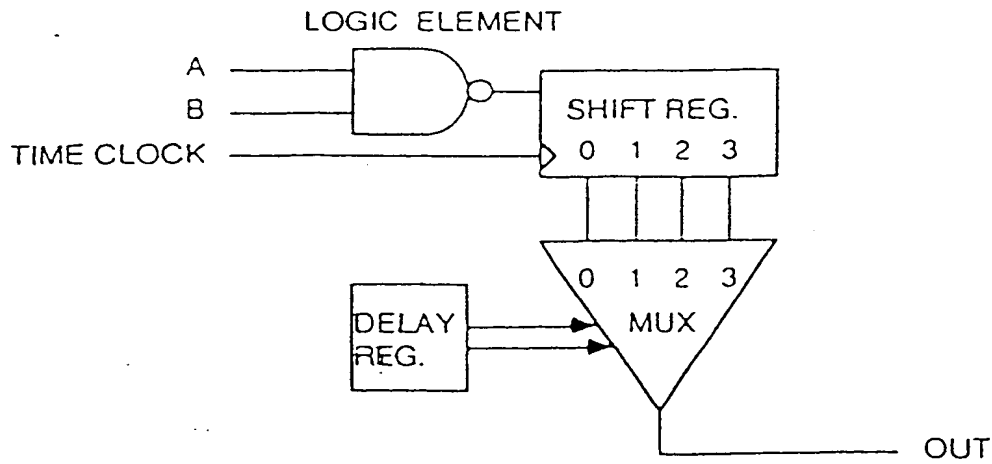 LOGIC ELEMENT
A
B
TIME CLOCK
SHIFT REG.
0 1 2 3
0 1 2 3
MUX
DELAY
REG.
OUT